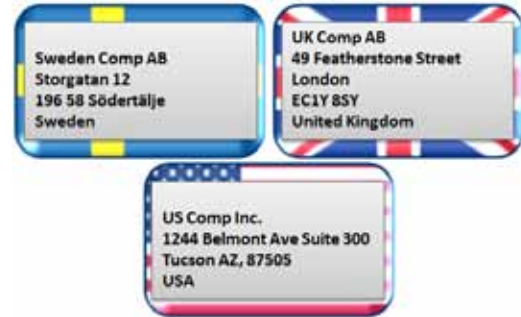 Sweden Comp AB
Storgatan 12
196 58 Södertälje
Sweden
UK Comp AB
49 Featherstone Street
London
EC1Y 8SY
United Kingdom
US Comp Inc.
1244 Belmont Ave Suite 300
Tucson AZ, 87505
USA